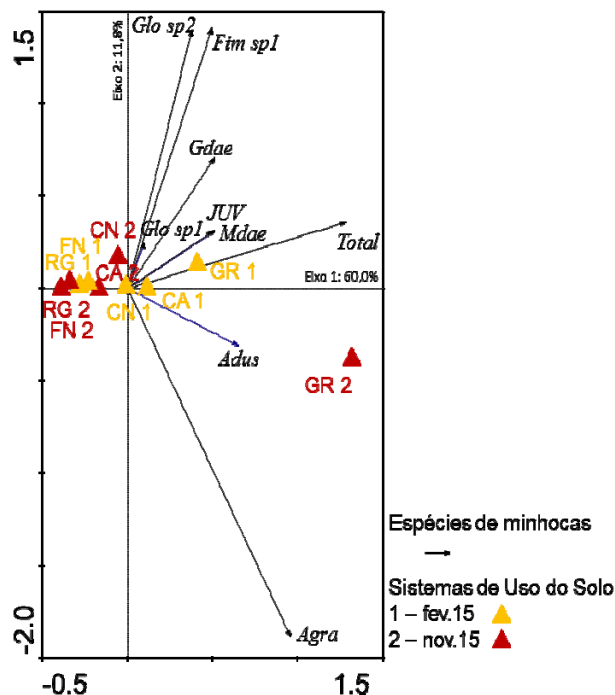 1.5
Eixo 2: 11,8%
Glo sp2
Fim sp1
Gdae
JUV
Glo sp1
Mdae
Total
CN 2
FN 1
RG 1
CA 2
GR 1
Eixo 1: 60,0%
RG 2
FN 2
CN 1
CA 1
Adus
GR 2
Agra
-2.0
-0.5
1.5
Espécies de minhocas
Sistemas de Uso do Solo
1 – fev.15
2 – nov.15